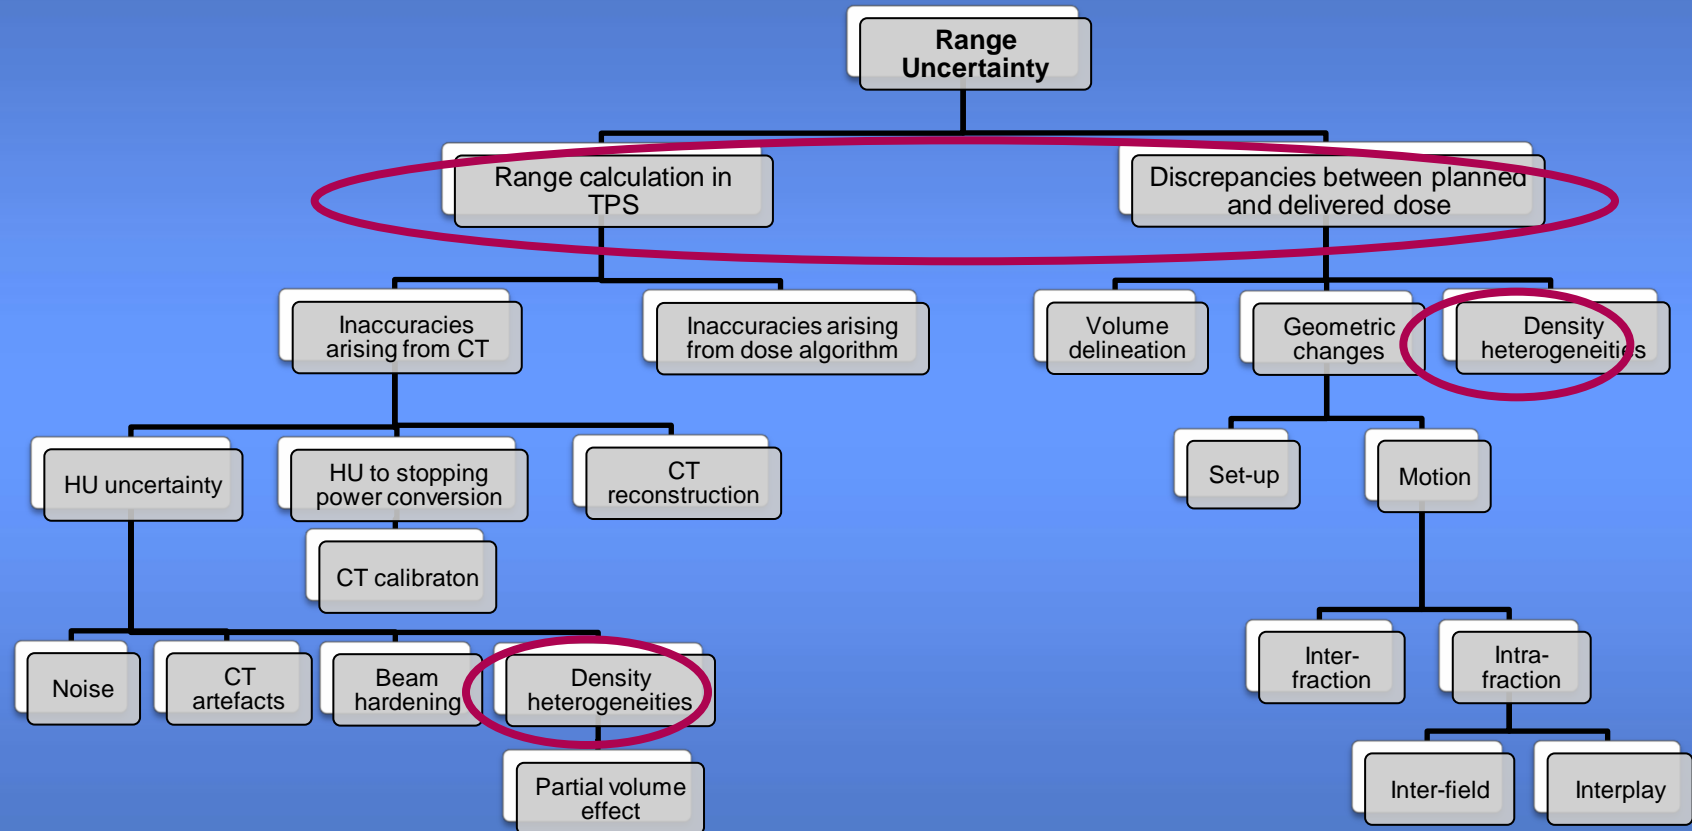 Range
Uncertainty
Range calculation in
TPS
Discrepancies between planned
and delivered dose
Inaccuracies
arising from CT
Inaccuracies arising
from dose algorithm
Volume
delineation
Geometric
changes
Density
heterogeneities
HU uncertainty
HU to stopping
power conversion
CT
reconstruction
Set-up
Motion
CT calibraton
Noise
CT
artefacts
Beam
hardening
Density
heterogeneities
Inter-
fraction
Intra-
fraction
Partial volume
effect
Inter-field
Interplay